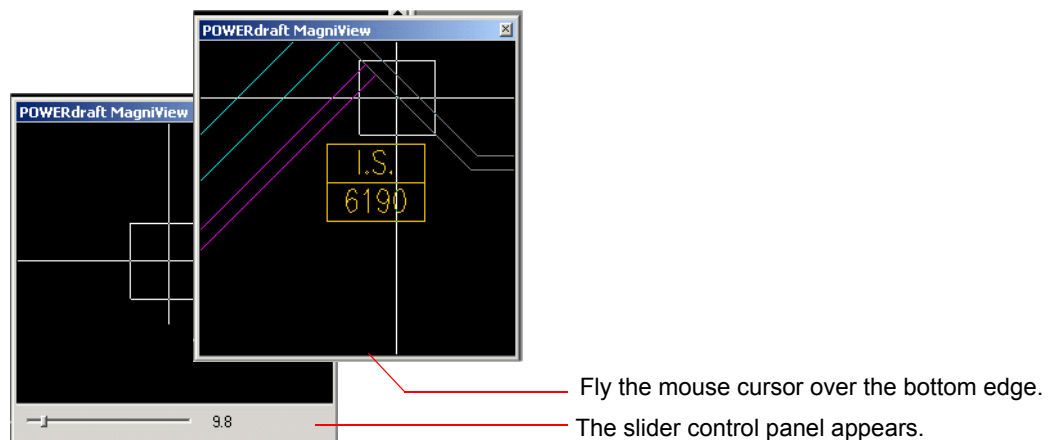 POWERdraft MagniView
POWERdraft MagniView
I.S.
6190
Fly the mouse cursor over the bottom edge.
9.8
The slider control panel appears.